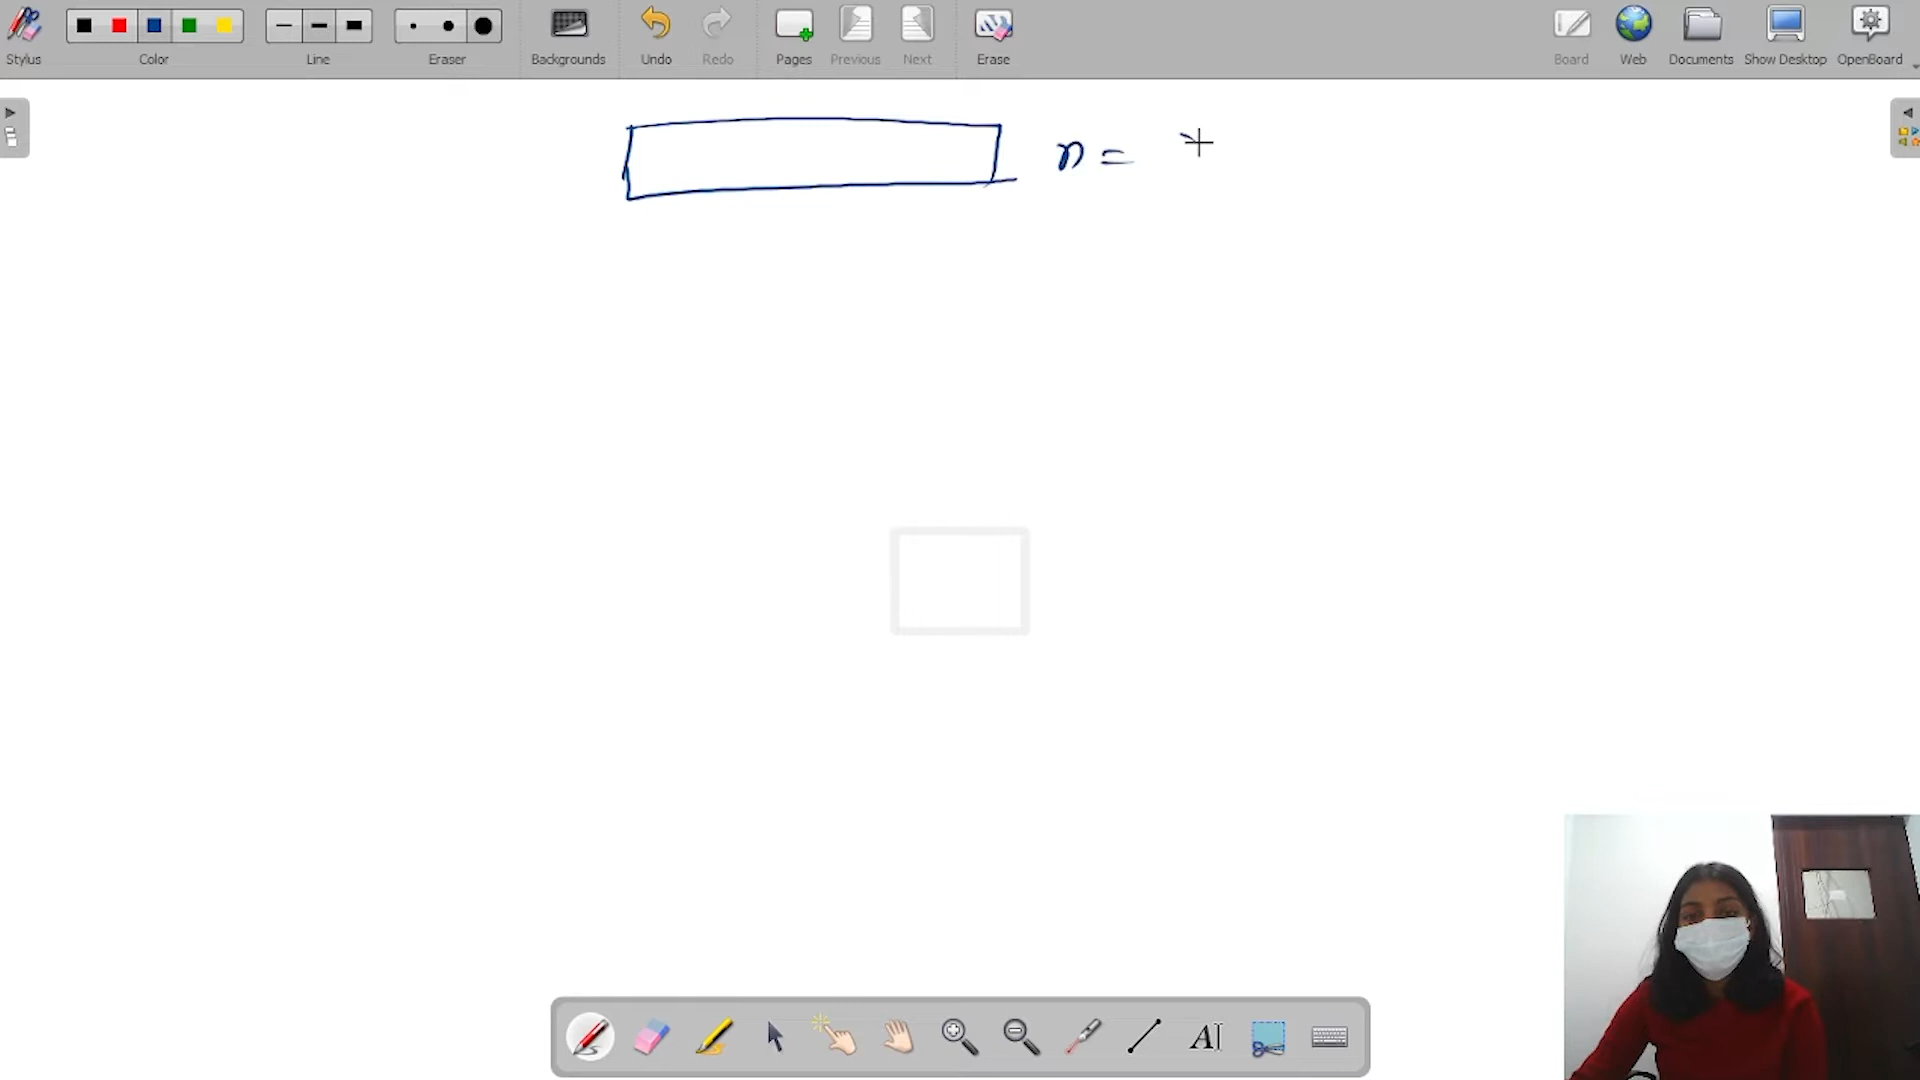 Stylus Color Line Eraser Backgrounds Undo Redo Pages Previous Next Erase Board Web Documents Show Desktop OpenBoard
n =
A